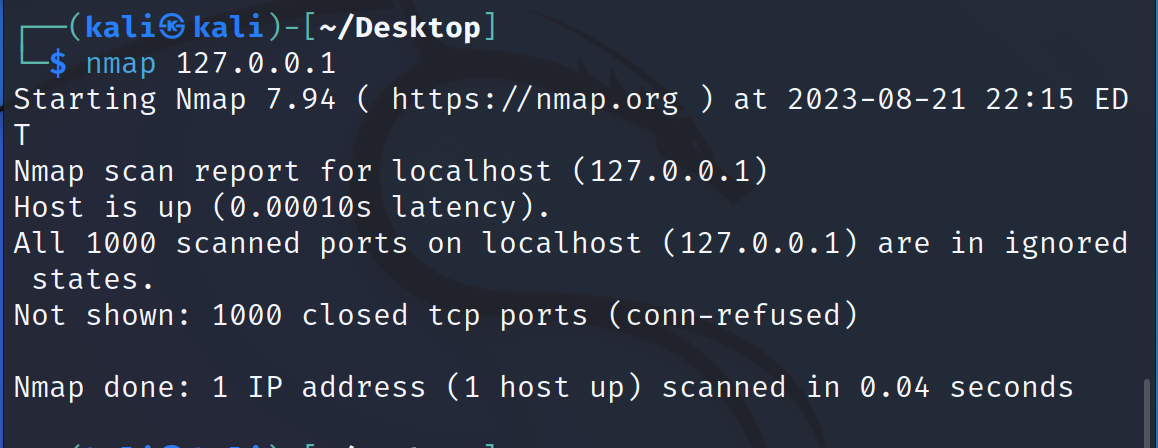 ┌──(kali㉿kali)-[~/Desktop]
└─$ nmap 127.0.0.1
Starting Nmap 7.94 ( https://nmap.org ) at 2023-08-21 22:15 ED
T
Nmap scan report for localhost (127.0.0.1)
Host is up (0.00010s latency).
All 1000 scanned ports on localhost (127.0.0.1) are in ignored
 states.
Not shown: 1000 closed tcp ports (conn-refused)
Nmap done: 1 IP address (1 host up) scanned in 0.04 seconds